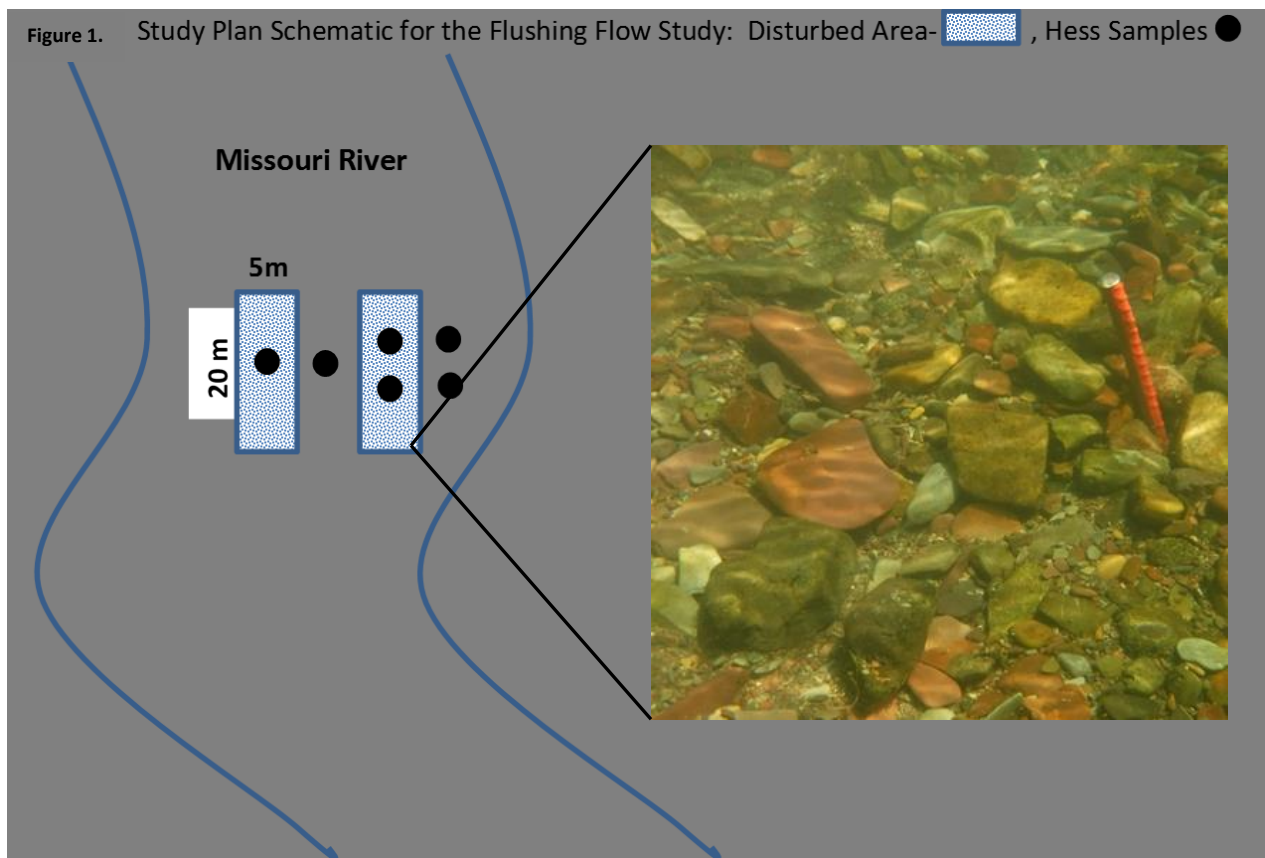 Figure 1. Study Plan Schematic for the Flushing Flow Study: Disturbed Area- , Hess Samples
Missouri River
5m
20 m